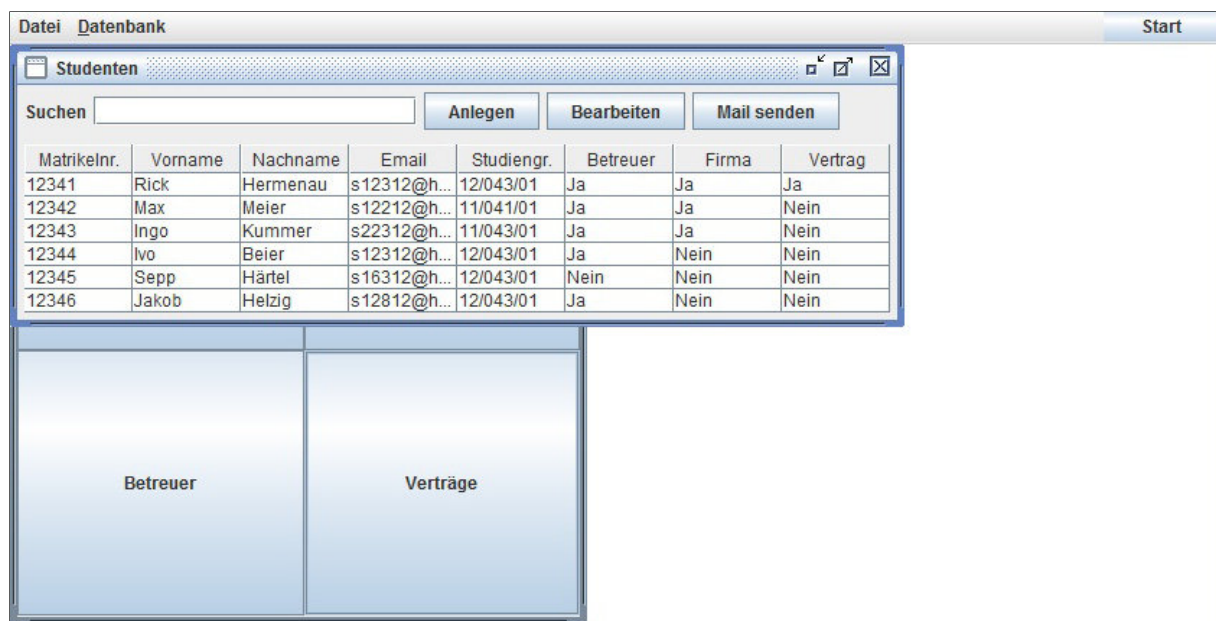 Datei Datenbank Start
Studenten
Suchen Anlegen Bearbeiten Mail senden
Matrikelnr. Vorname Nachname Email Studiengr. Betreuer Firma Vertrag
12341 Rick Hermenau s12312@h... 12/043/01 Ja Ja Ja
12342 Max Meier s12212@h... 11/041/01 Ja Ja Nein
12343 Ingo Kummer s22312@h... 11/043/01 Ja Ja Nein
12344 Ivo Beier s12312@h... 12/043/01 Ja Nein Nein
12345 Sepp Härtel s16312@h... 12/043/01 Nein Nein Nein
12346 Jakob Helzig s12812@h... 12/043/01 Ja Nein Nein
Betreuer Verträge